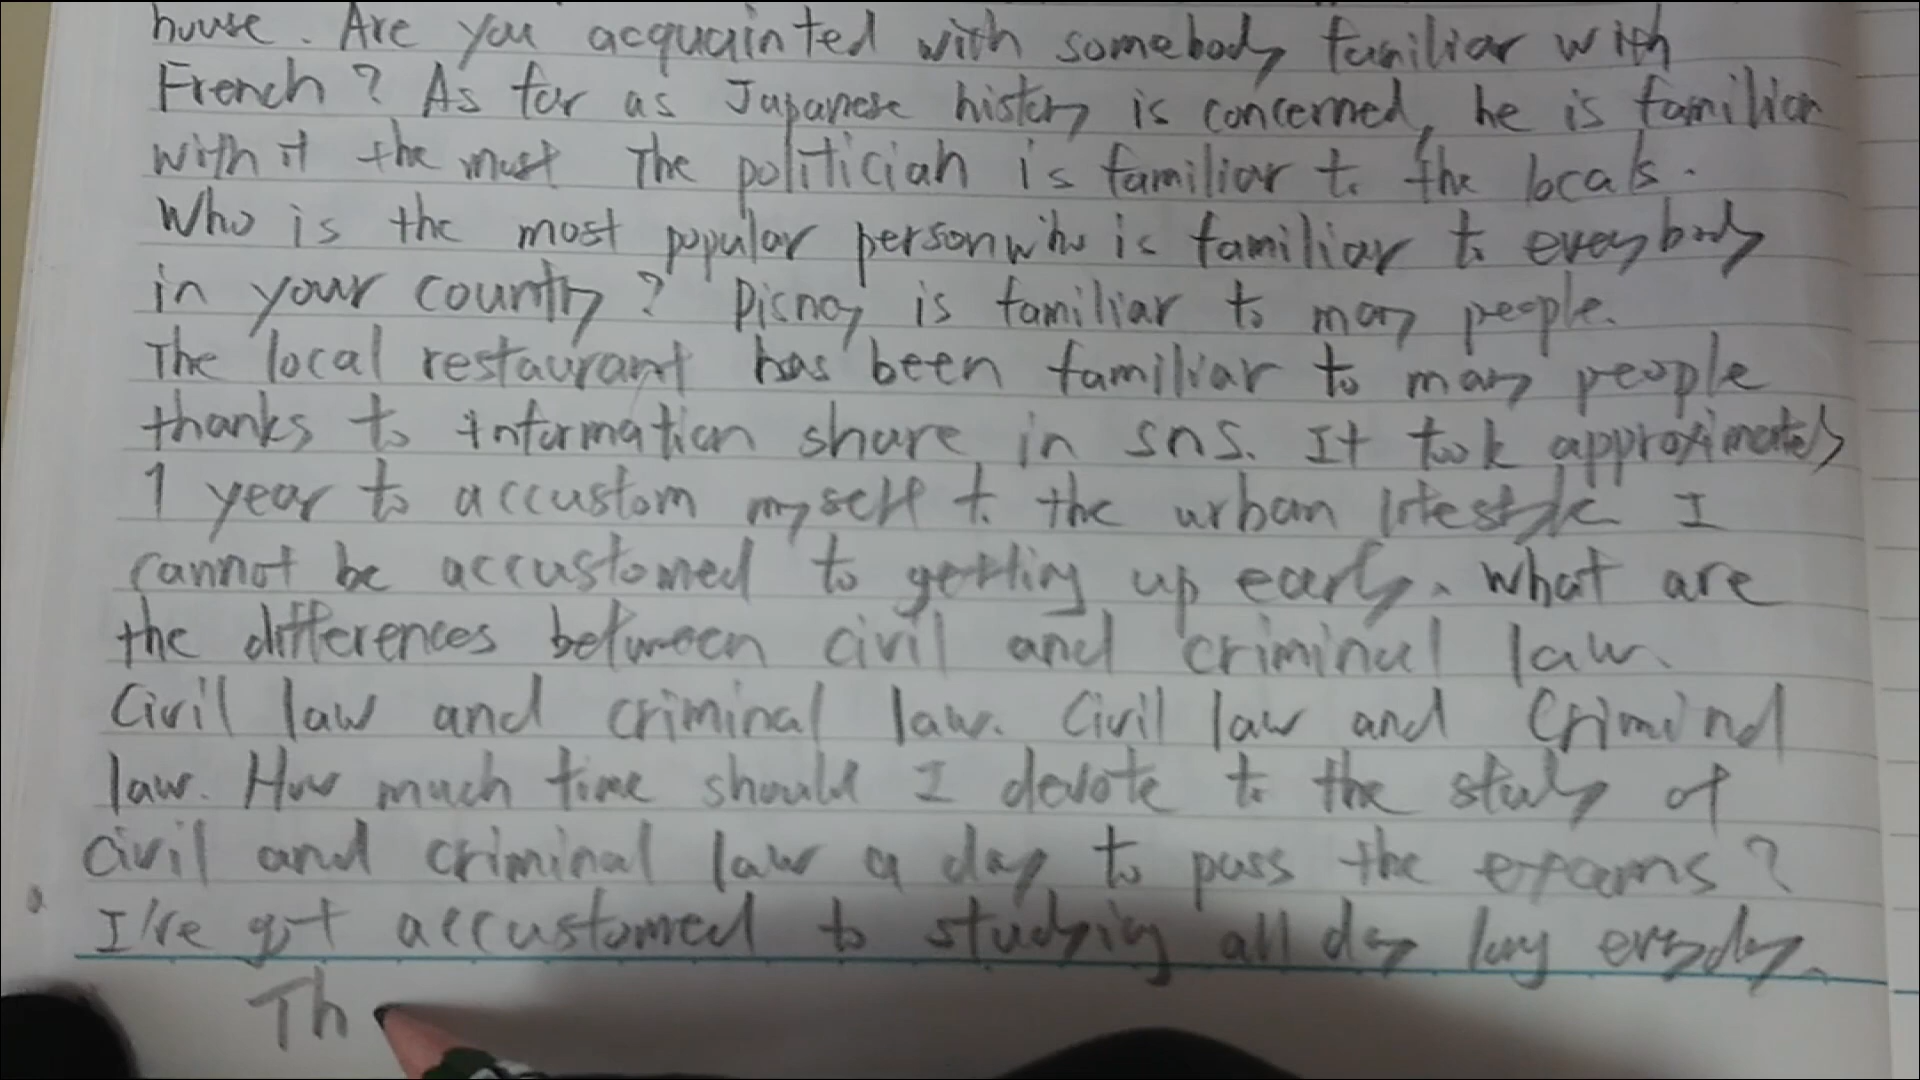 house. Are you acquainted with somebody familiar with
French? As far as Japanese history is concerned, he is familiar
with it the most The politician is familiar to the locals.
Who is the most popular person who is familiar to everybody
in your country? Disney is familiar to many people.
The local restaurant has been familiar to many people
thanks to information share in SNS. It took approximately
1 year to accustom myself to the urban lifestyle I
cannot be accustomed to getting up early. What are
the differences between civil and criminal law.
Civil law and criminal law. Civil law and Criminal
law. How much time should I devote to the study of
civil and criminal law a day to pass the exams?
I've got accustomed to studying all day long everyday.
Th